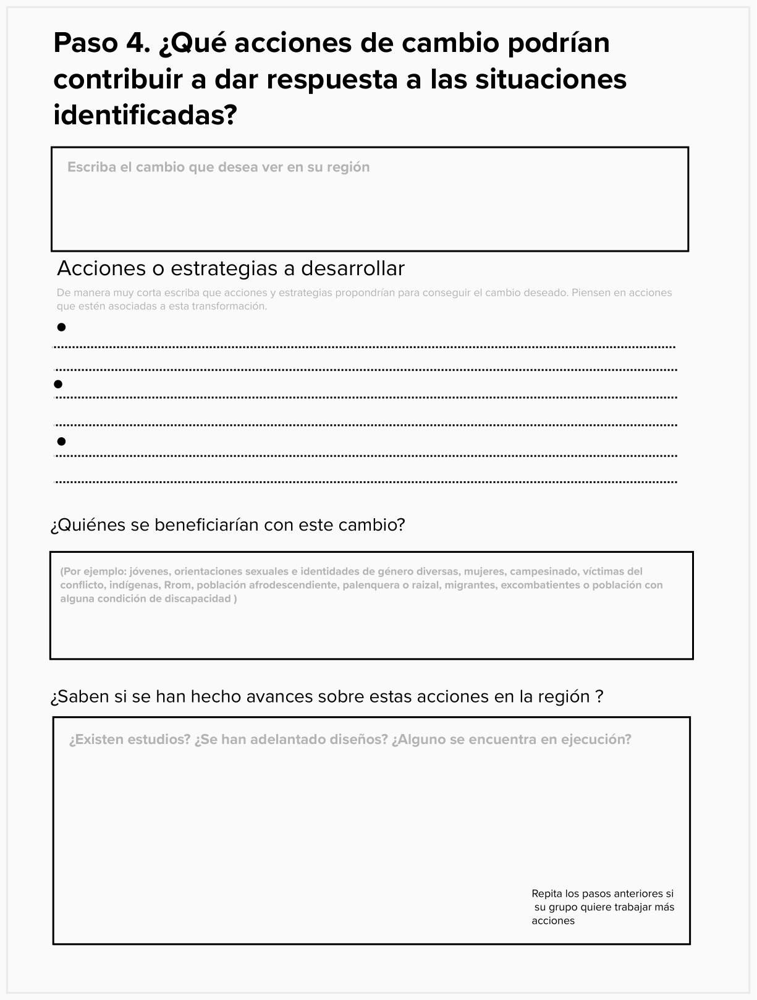 Paso 4. ¿Qué acciones de cambio podrían
contribuir a dar respuesta a las situaciones
identificadas?
Escriba el cambio que desea ver en su región
Acciones o estrategias a desarrollar
De manera muy corta escriba que acciones y estrategias propondrían para conseguir el cambio deseado. Piensen en acciones
que estén asociadas a esta transformación.
¿Quiénes se beneficiarían con este cambio?
(Por ejemplo: jóvenes, orientaciones sexuales e identidades de género diversas, mujeres, campesinado, víctimas del
conflicto, indígenas, Rrom, población afrodescendiente, palenquera o raizal, migrantes, excombatientes o población con
alguna condición de discapacidad )
¿Saben si se han hecho avances sobre estas acciones en la región ?
¿Existen estudios? ¿Se han adelantado diseños? ¿Alguno se encuentra en ejecución?
Repita los pasos anteriores si
su grupo quiere trabajar más
acciones